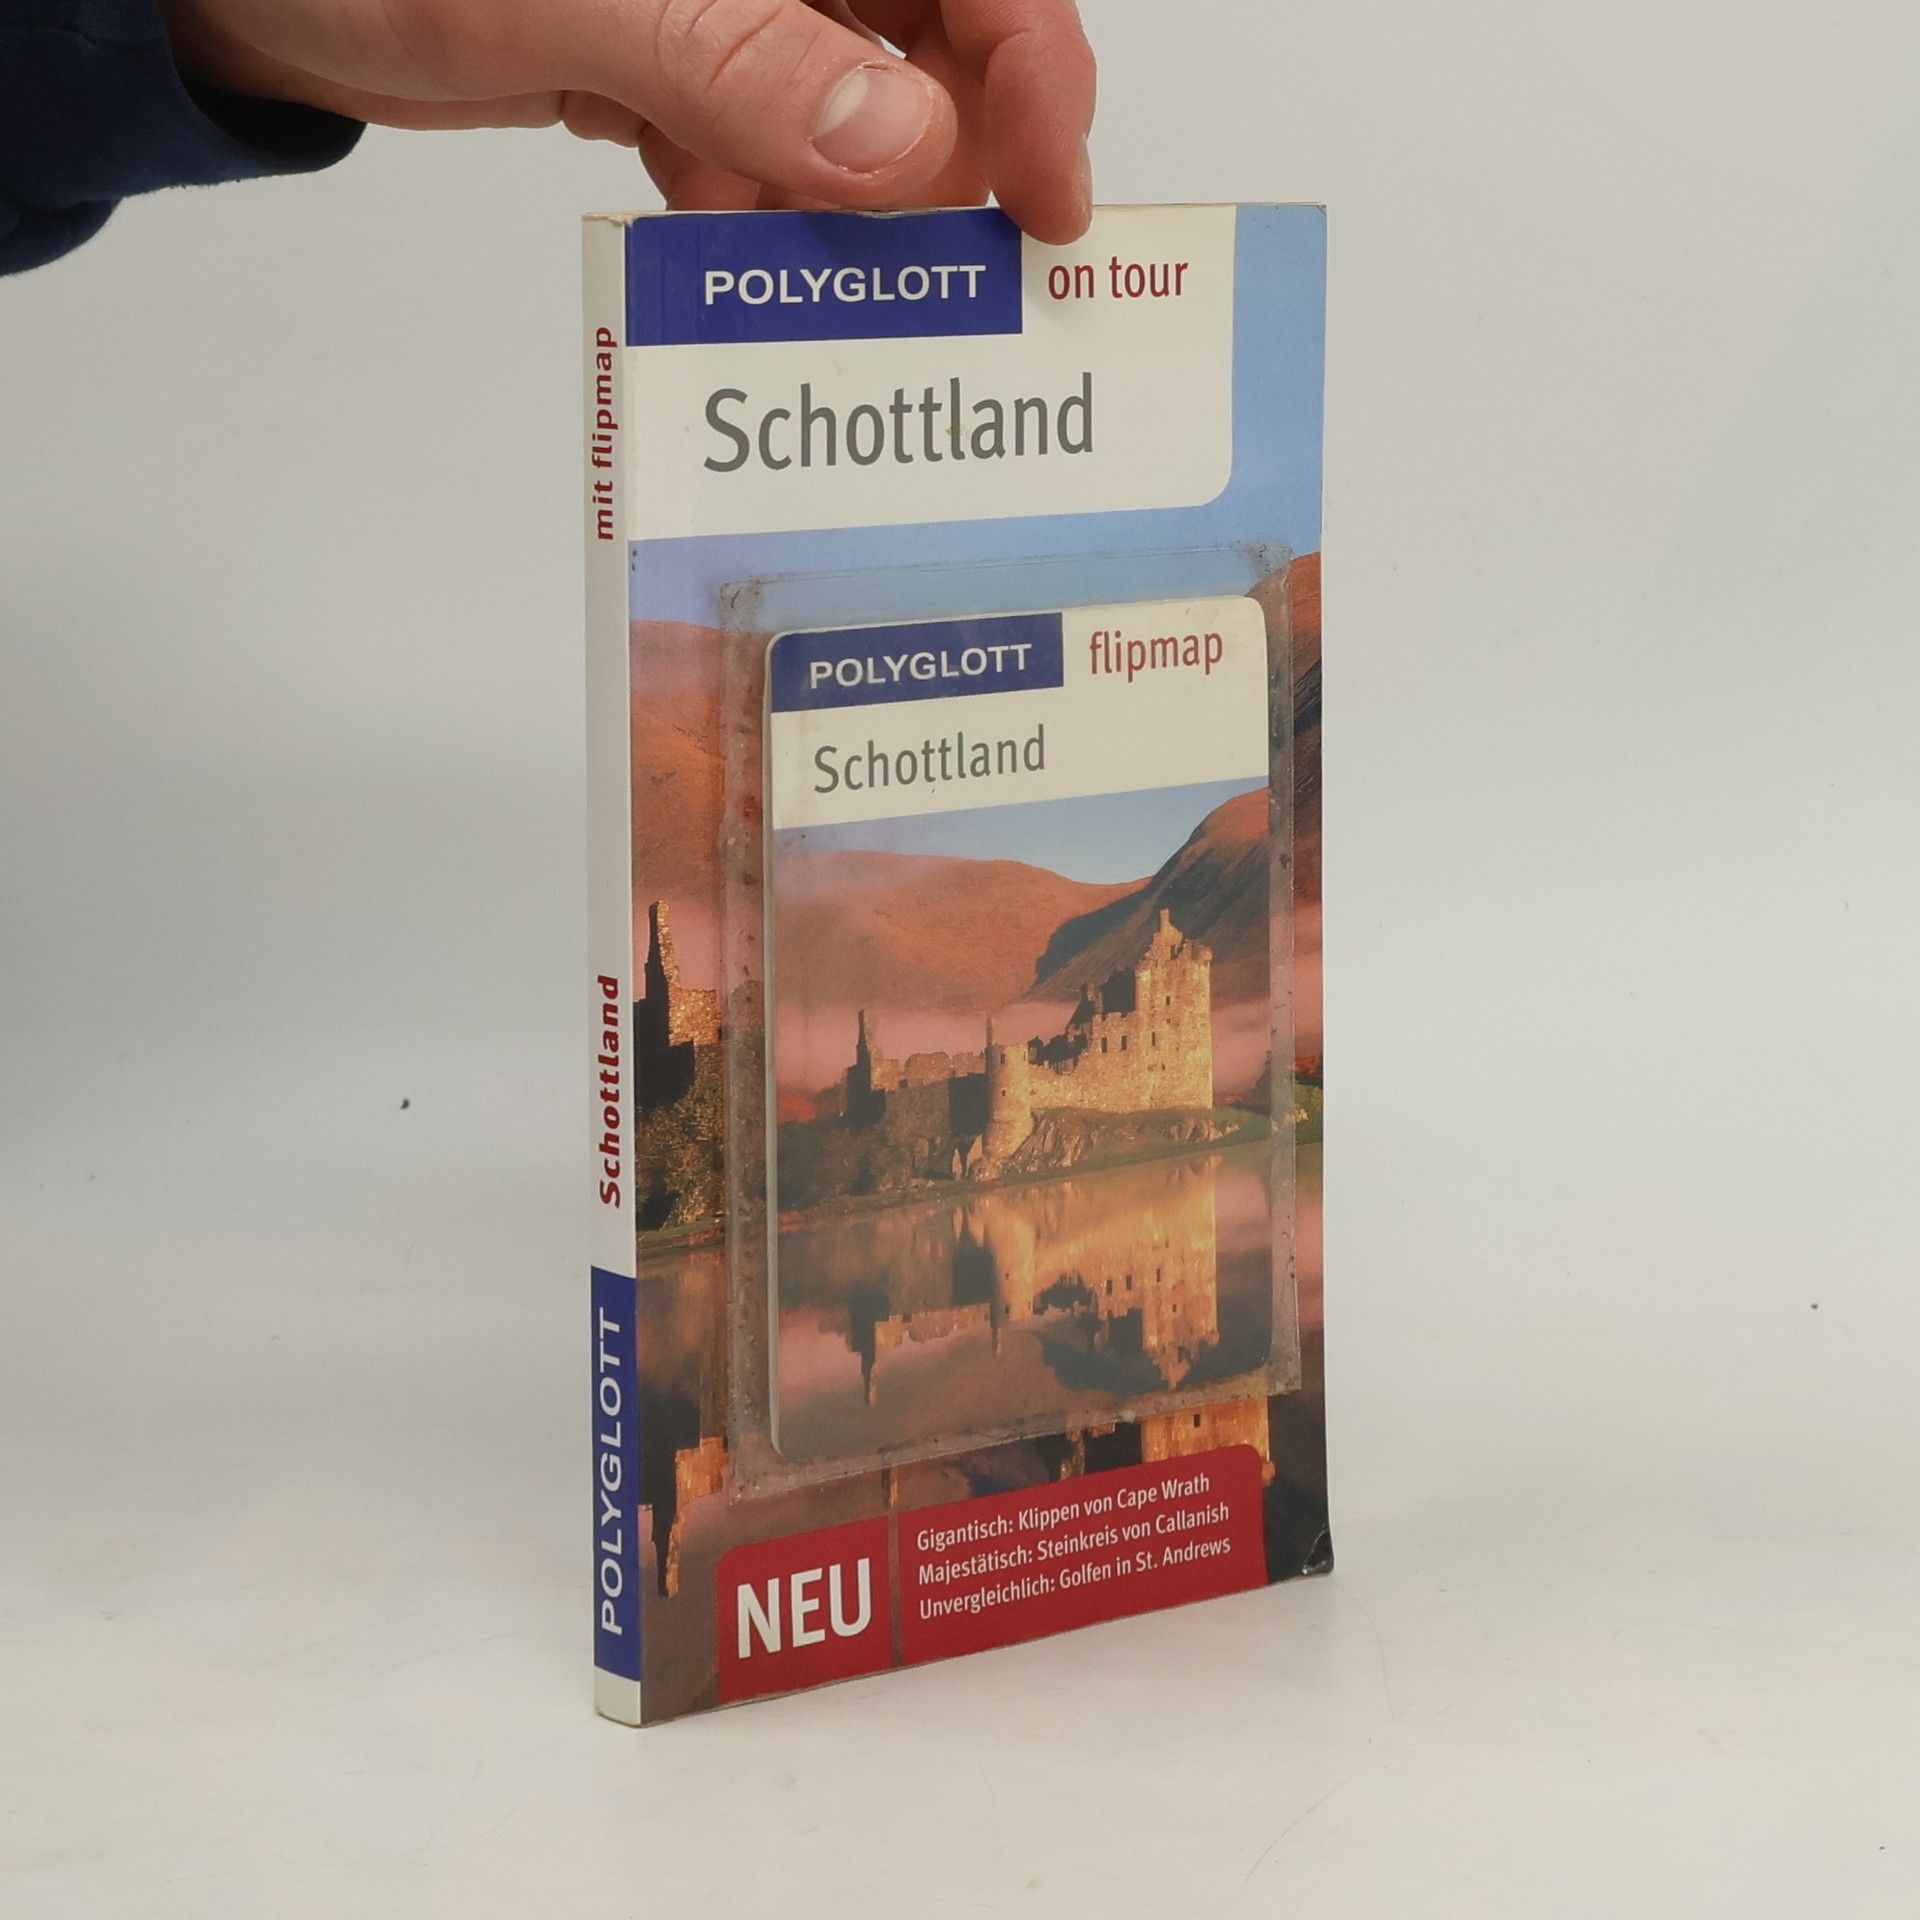 POLYGLOTT on tour
Schottland
POLYGLOTT flipmap
Schottland
NEU
Gigantisch: Klippen von Cape Wrath
Majestätisch: Steinkreis von Callanish
Unvergleichlich: Golfen in St. Andrews
POLYGLOTT Schottland mit flipmap